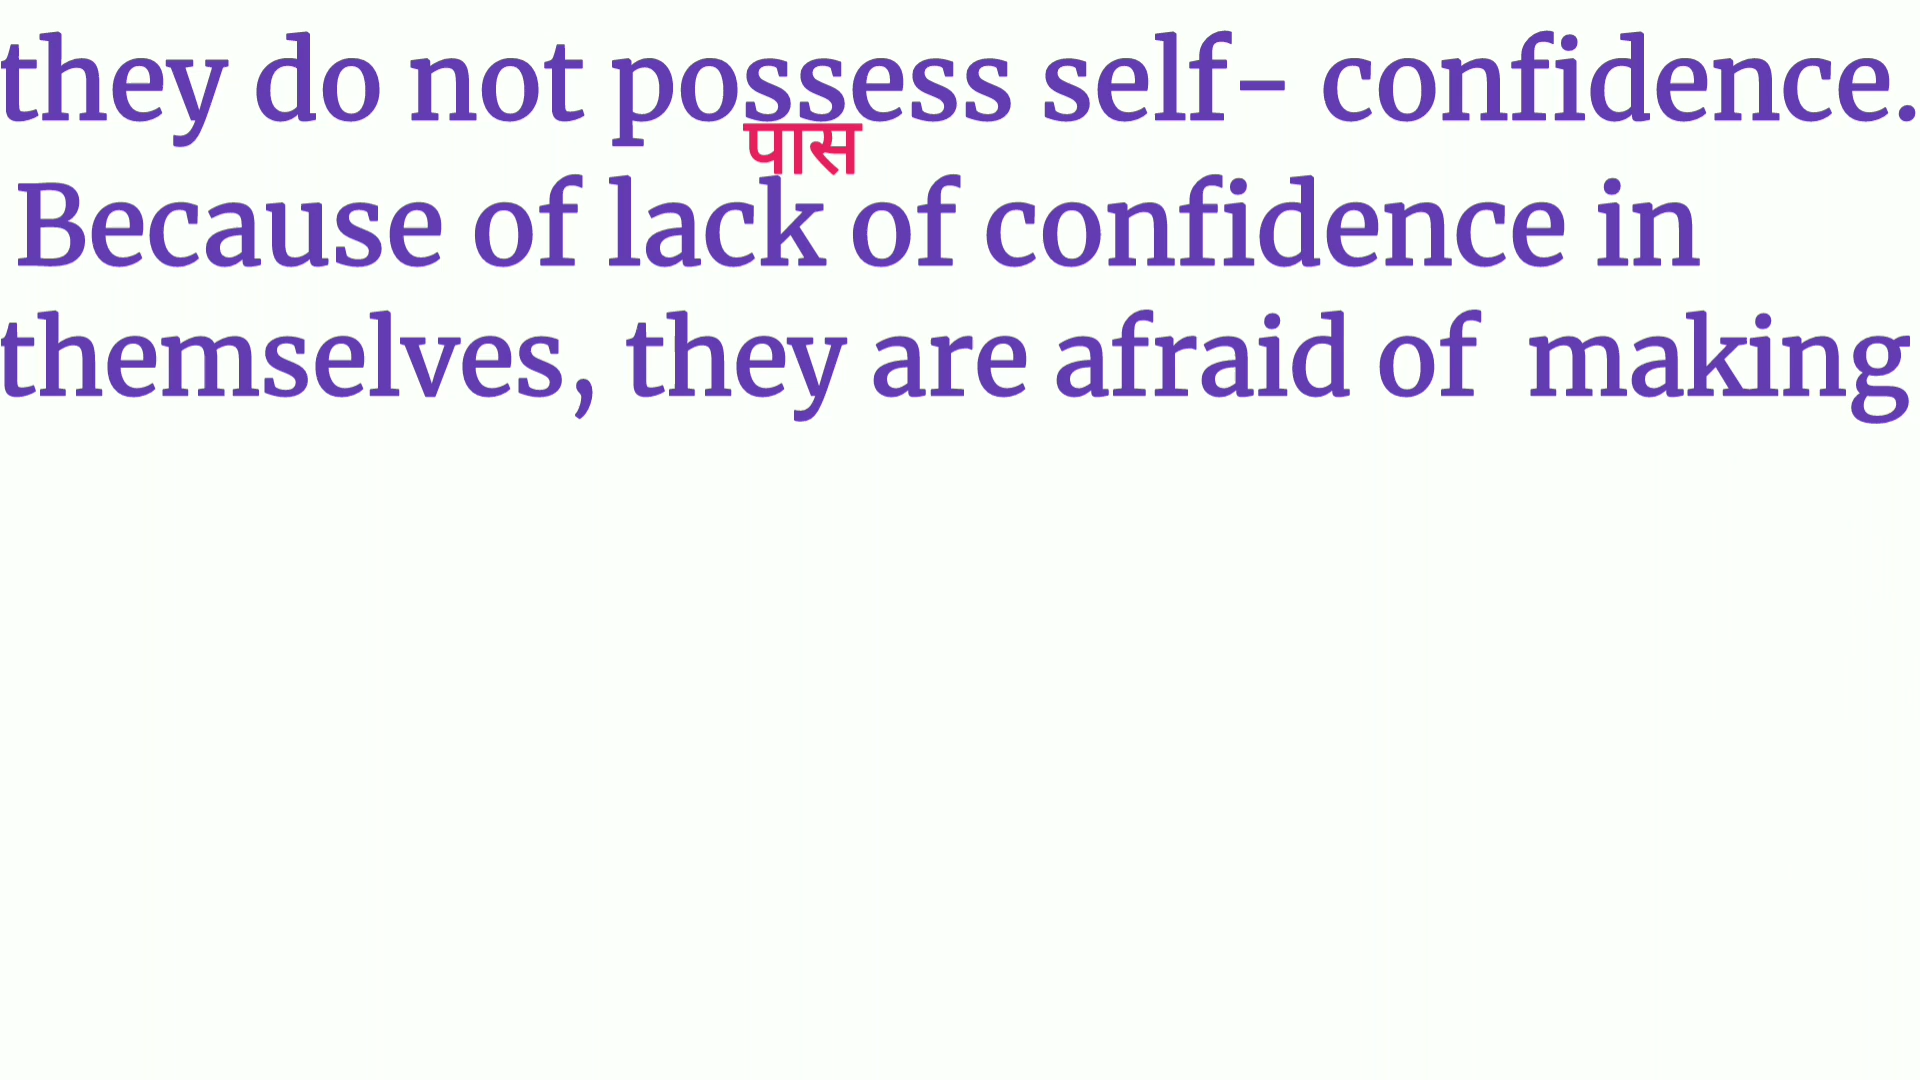 they do not possess self- confidence.
पास
Because of lack of confidence in
themselves, they are afraid of  making